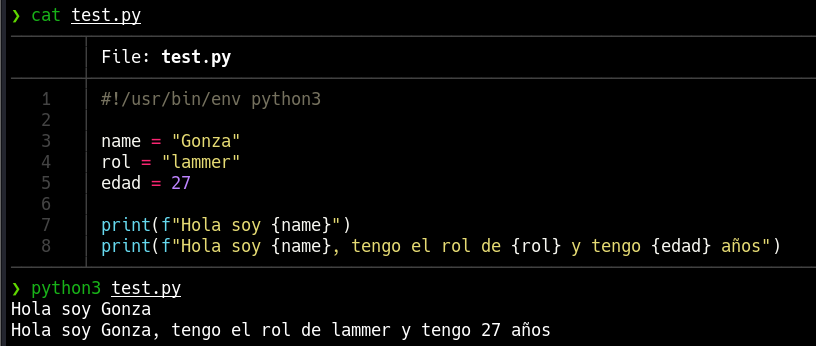 ❯ cat test.py
File: test.py
1 #!/usr/bin/env python3
2
3 name = "Gonza"
4 rol = "lammer"
5 edad = 27
6
7 print(f"Hola soy {name}")
8 print(f"Hola soy {name}, tengo el rol de {rol} y tengo {edad} años")
❯ python3 test.py
Hola soy Gonza
Hola soy Gonza, tengo el rol de lammer y tengo 27 años